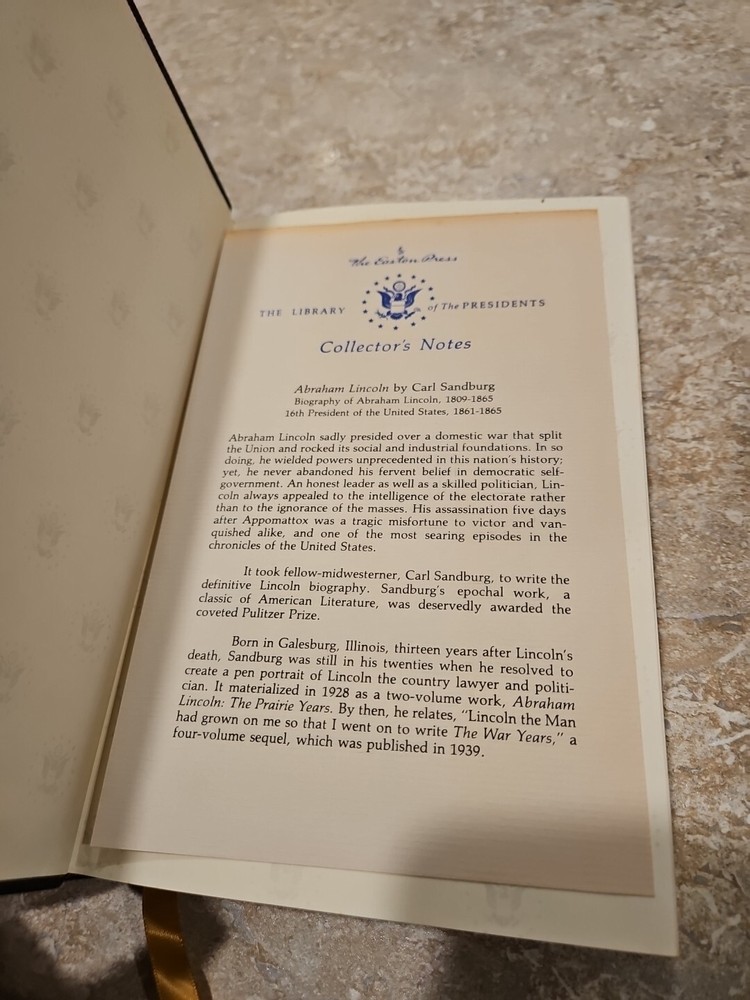 The Easton Press
THE LIBRARY of The PRESIDENTS
Collector's Notes
Abraham Lincoln by Carl Sandburg
Biography of Abraham Lincoln, 1809-1865
16th President of the United States, 1861-1865
Abraham Lincoln sadly presided over a domestic war that split
the Union and rocked its social and industrial foundations. In so
doing, he wielded powers unprecedented in this nation's history;
yet, he never abandoned his fervent belief in democratic self-
government. An honest leader as well as a skilled politician, Lin-
coln always appealed to the intelligence of the electorate rather
than to the ignorance of the masses. His assassination five days
after Appomattox was a tragic misfortune to victor and van-
quished alike, and one of the most searing episodes in the
chronicles of the United States.
It took fellow-midwesterner, Carl Sandburg, to write the
definitive Lincoln biography. Sandburg's epochal work, a
classic of American Literature, was deservedly awarded the
coveted Pulitzer Prize.
Born in Galesburg, Illinois, thirteen years after Lincoln's
death, Sandburg was still in his twenties when he resolved to
create a pen portrait of Lincoln the country lawyer and politi-
cian. It materialized in 1928 as a two-volume work, Abraham
Lincoln: The Prairie Years. By then, he relates, "Lincoln the Man
had grown on me so that I went on to write The War Years," a
four-volume sequel, which was published in 1939.